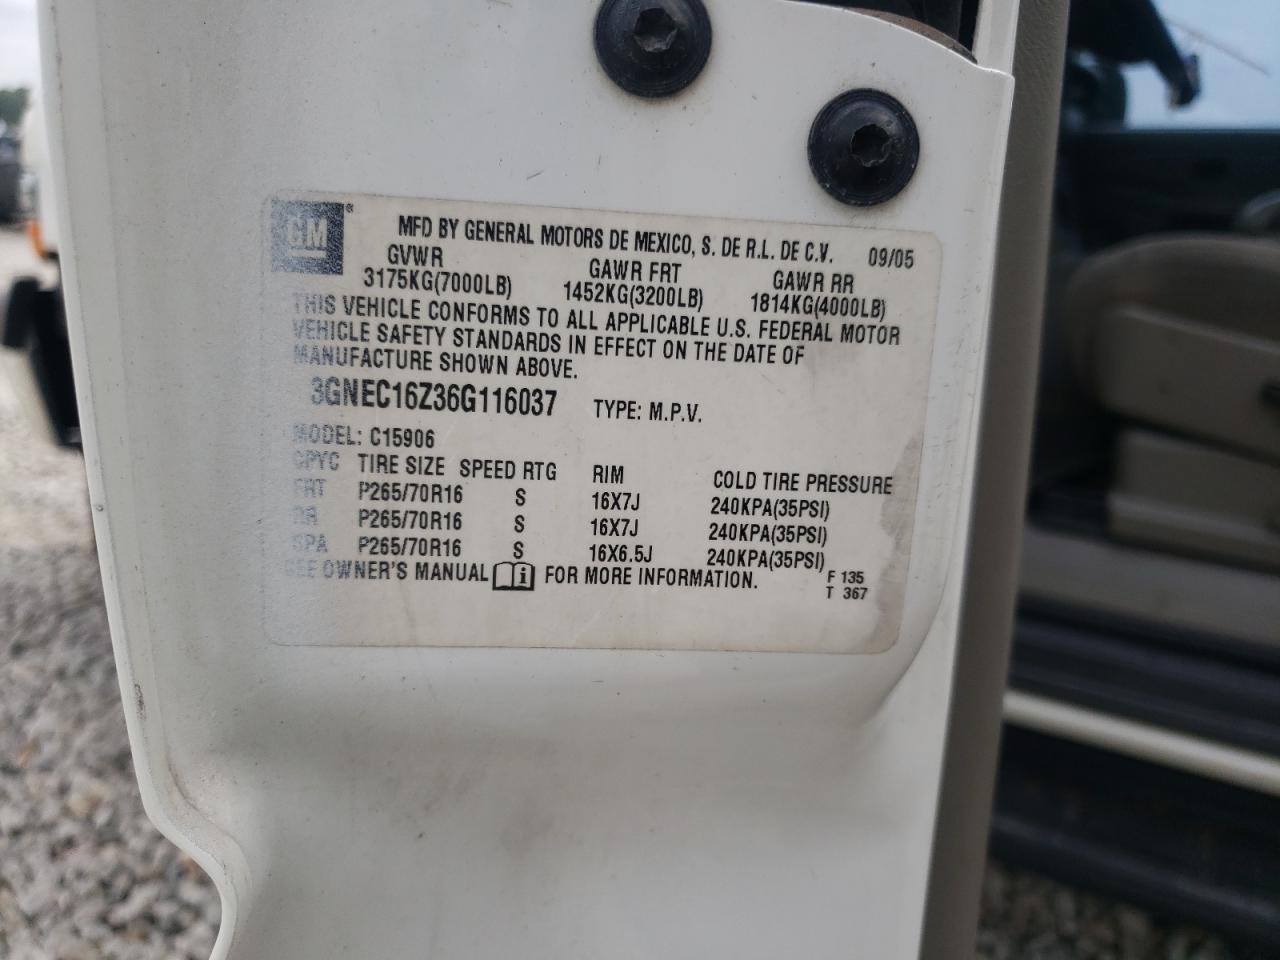 GM®
MFD BY GENERAL MOTORS DE MEXICO, S. DE R.L. DE C.V. 09/05
GVWR GAWR FRT GAWR RR
3175KG(7000LB) 1452KG(3200LB) 1814KG(4000LB)
THIS VEHICLE CONFORMS TO ALL APPLICABLE U.S. FEDERAL MOTOR
VEHICLE SAFETY STANDARDS IN EFFECT ON THE DATE OF
MANUFACTURE SHOWN ABOVE.
3GNEC16Z36G116037 TYPE: M.P.V.
MODEL: C15906
CPYC TIRE SIZE SPEED RTG RIM COLD TIRE PRESSURE
FRT P265/70R16 S 16X7J 240KPA(35PSI)
RR P265/70R16 S 16X7J 240KPA(35PSI)
SPA P265/70R16 S 16X6.5J 240KPA(35PSI)
SEE OWNER'S MANUAL i FOR MORE INFORMATION. F 135
T 367